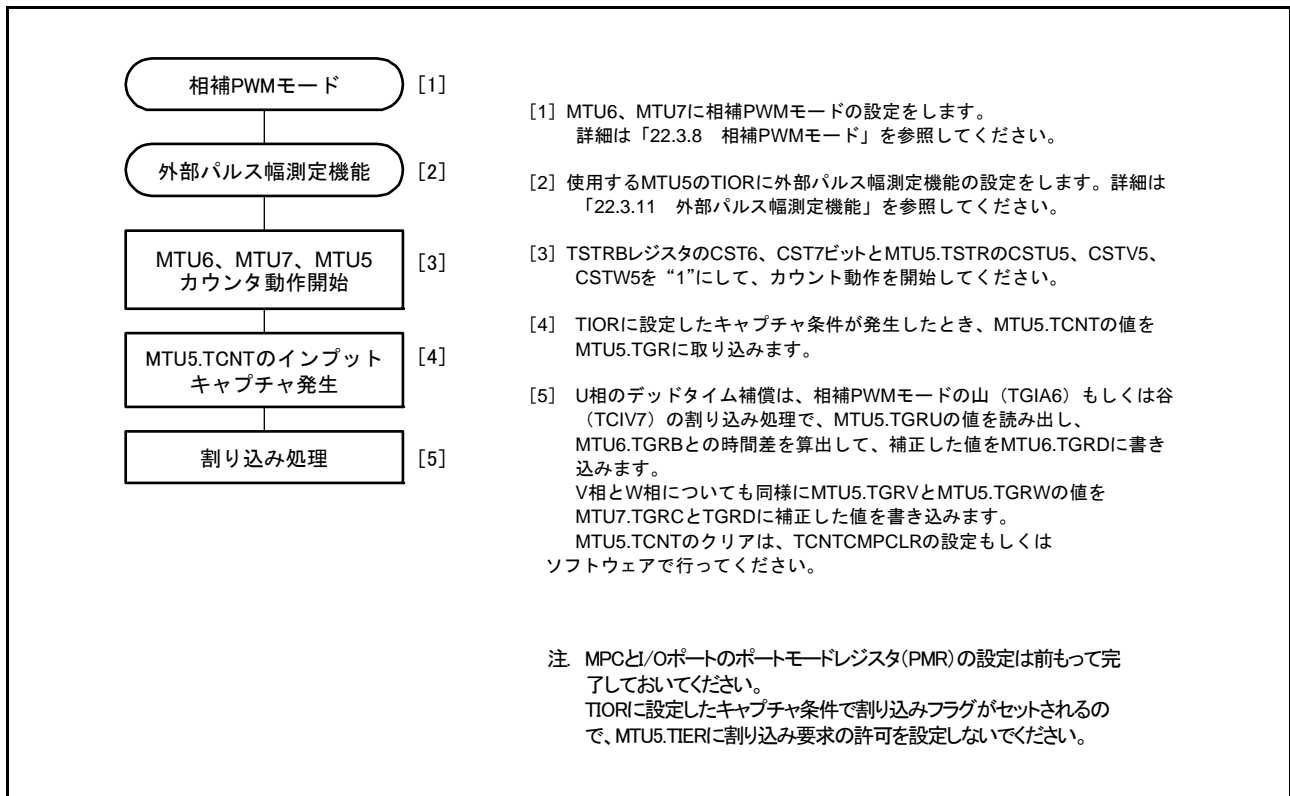 相補PWMモード [1]
外部パルス幅測定機能 [2]
MTU6、MTU7、MTU5
カウンタ動作開始 [3]
MTU5.TCNTのインプット
キャプチャ発生 [4]
割り込み処理 [5]
[1] MTU6、MTU7に相補PWMモードの設定をします。
詳細は「22.3.8 相補PWMモード」を参照してください。
[2] 使用するMTU5のTIORに外部パルス幅測定機能の設定をします。詳細は
「22.3.11 外部パルス幅測定機能」を参照してください。
[3] TSTRBレジスタのCST6、CST7ビットとMTU5.TSTRのCSTU5、CSTV5、
CSTW5を “1”にして、カウント動作を開始してください。
[4] TIORに設定したキャプチャ条件が発生したとき、MTU5.TCNTの値を
MTU5.TGRに取り込みます。
[5] U相のデッドタイム補償は、相補PWMモードの山（TGIA6）もしくは谷
（TCIV7）の割り込み処理で、MTU5.TGRUの値を読み出し、
MTU6.TGRBとの時間差を算出して、補正した値をMTU6.TGRDに書き
込みます。
V相とW相についても同様にMTU5.TGRVとMTU5.TGRWの値を
MTU7.TGRCとTGRDに補正した値を書き込みます。
MTU5.TCNTのクリアは、TCNTCMPCLRの設定もしくは
ソフトウェアで行ってください。
注. MPCとI/Oポートのポートモードレジスタ(PMR)の設定は前もって完
了しておいてください。
TIORに設定したキャプチャ条件で割り込みフラグがセットされるの
で、MTU5.TIERに割り込み要求の許可を設定しないでください。